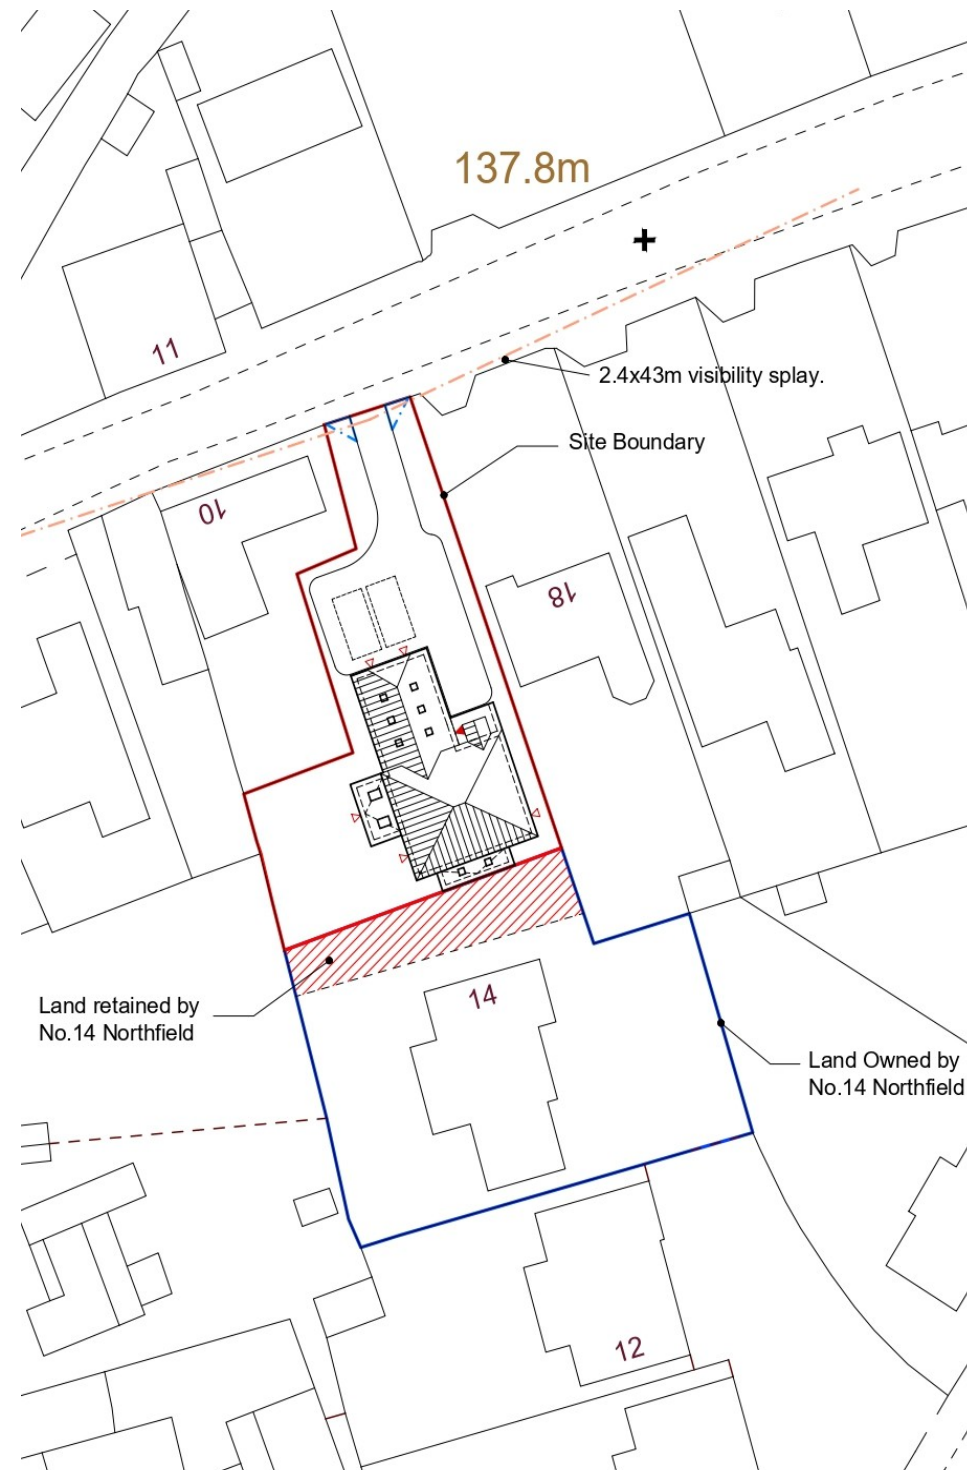 137.8m
11
2.4x43m visibility splay.
Site Boundary
10
18
14
Land retained by
No.14 Northfield
Land Owned by
No.14 Northfield
12